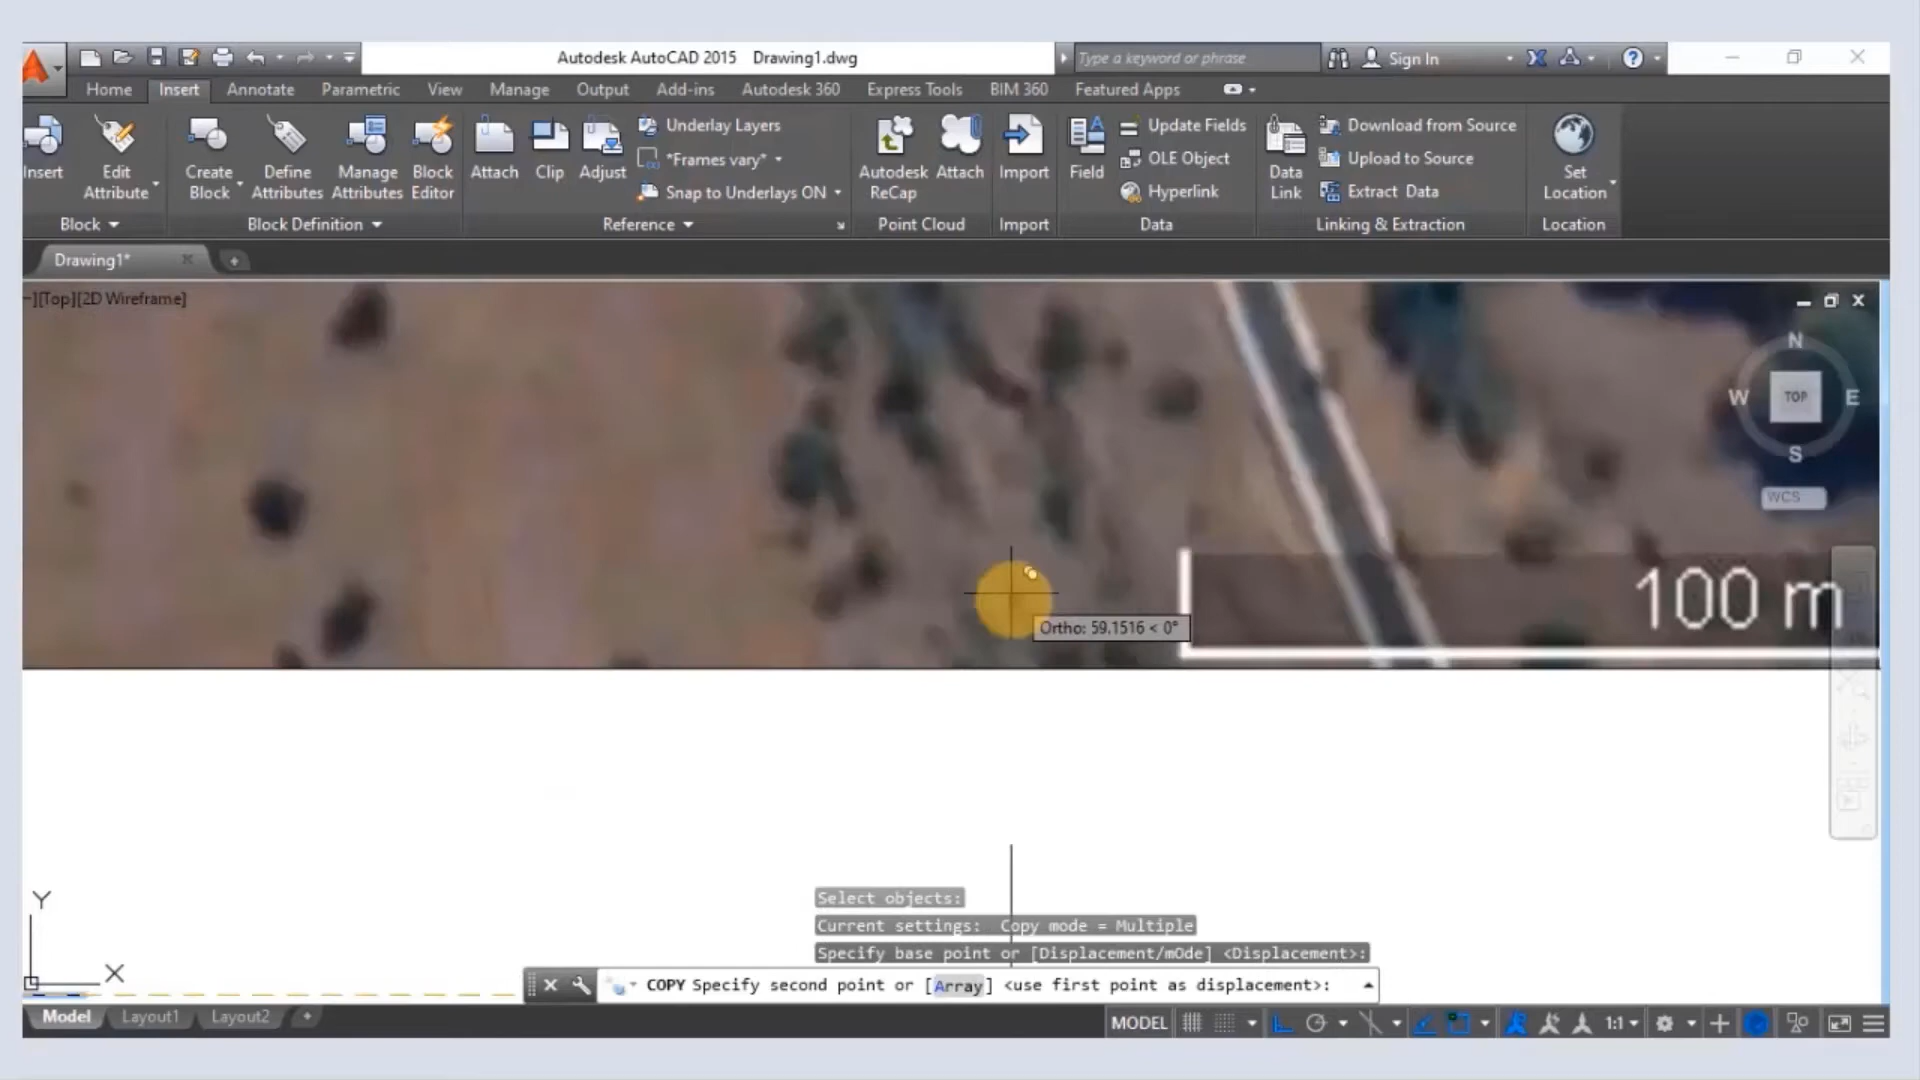 Autodesk AutoCAD 2015 Drawing1.dwg
Type a keyword or phrase
Sign In
Home Insert Annotate Parametric View Manage Output Add-ins Autodesk 360 Express Tools BIM 360 Featured Apps
Insert
Edit Attribute
Create Block
Define Attributes
Manage Attributes
Block Editor
Attach
Clip
Adjust
Underlay Layers
*Frames vary*
Snap to Underlays ON
Autodesk ReCap
Attach
Import
Field
Update Fields
OLE Object
Hyperlink
Data Link
Download from Source
Upload to Source
Extract Data
Set Location
Block Block Definition Reference Point Cloud Import Data Linking & Extraction Location
Drawing1*
−][Top][2D Wireframe]
N
W TOP E
S
WCS
100 m
Ortho: 59.1516 < 0°
Y
X
Select objects:
Current settings: Copy mode = Multiple
Specify base point or [Displacement/mOde] <Displacement>:
COPY Specify second point or [Array] <use first point as displacement>:
Model Layout1 Layout2 +
MODEL 1:1